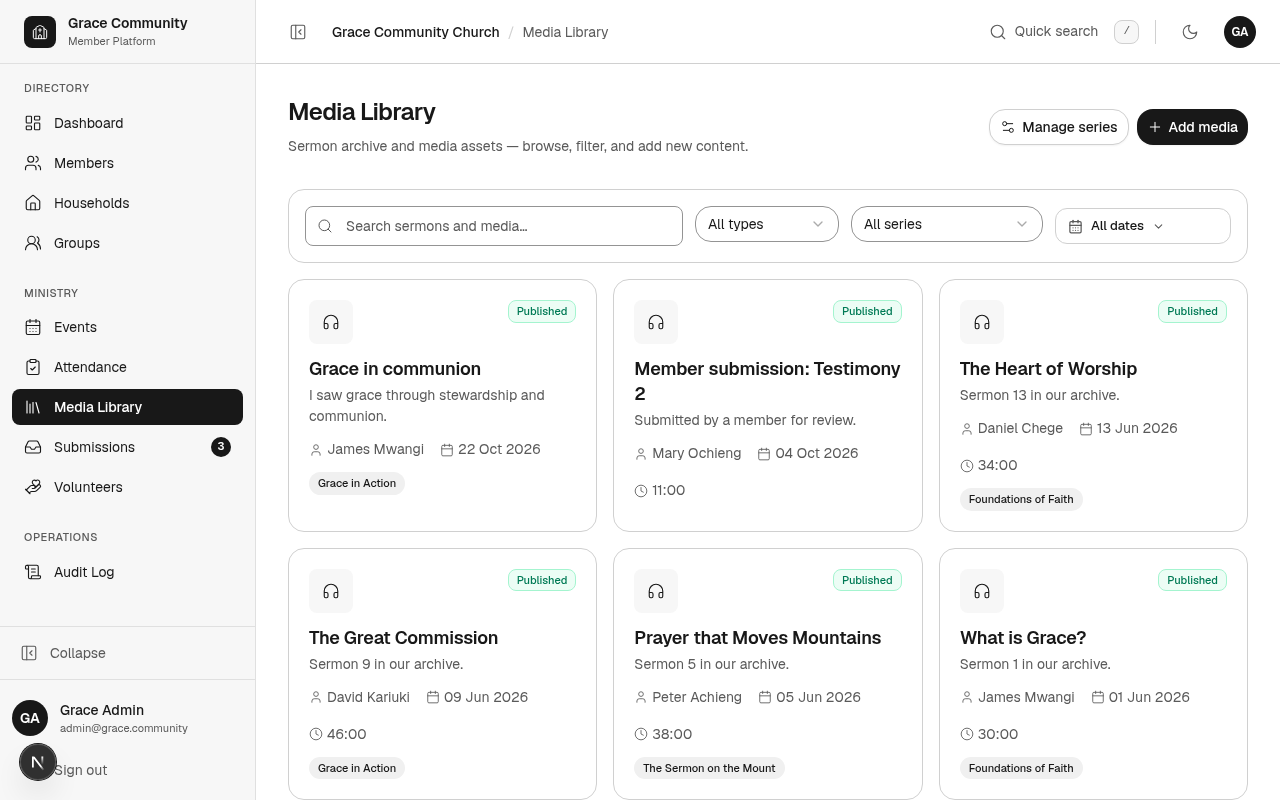 Grace Community
Member Platform
DIRECTORY
Dashboard
Members
Households
Groups
MINISTRY
Events
Attendance
Media Library
Submissions 3
Volunteers
OPERATIONS
Audit Log
Collapse
GA Grace Admin
admin@grace.community
N Sign out
Grace Community Church / Media Library
Quick search / GA
Media Library
Sermon archive and media assets — browse, filter, and add new content.
Manage series
Add media
Search sermons and media…
All types
All series
All dates
Published
Grace in communion
I saw grace through stewardship and
communion.
James Mwangi 22 Oct 2026
Grace in Action
Published
Member submission: Testimony
2
Submitted by a member for review.
Mary Ochieng 04 Oct 2026
11:00
Published
The Heart of Worship
Sermon 13 in our archive.
Daniel Chege 13 Jun 2026
34:00
Foundations of Faith
Published
The Great Commission
Sermon 9 in our archive.
David Kariuki 09 Jun 2026
46:00
Grace in Action
Published
Prayer that Moves Mountains
Sermon 5 in our archive.
Peter Achieng 05 Jun 2026
38:00
The Sermon on the Mount
Published
What is Grace?
Sermon 1 in our archive.
James Mwangi 01 Jun 2026
30:00
Foundations of Faith